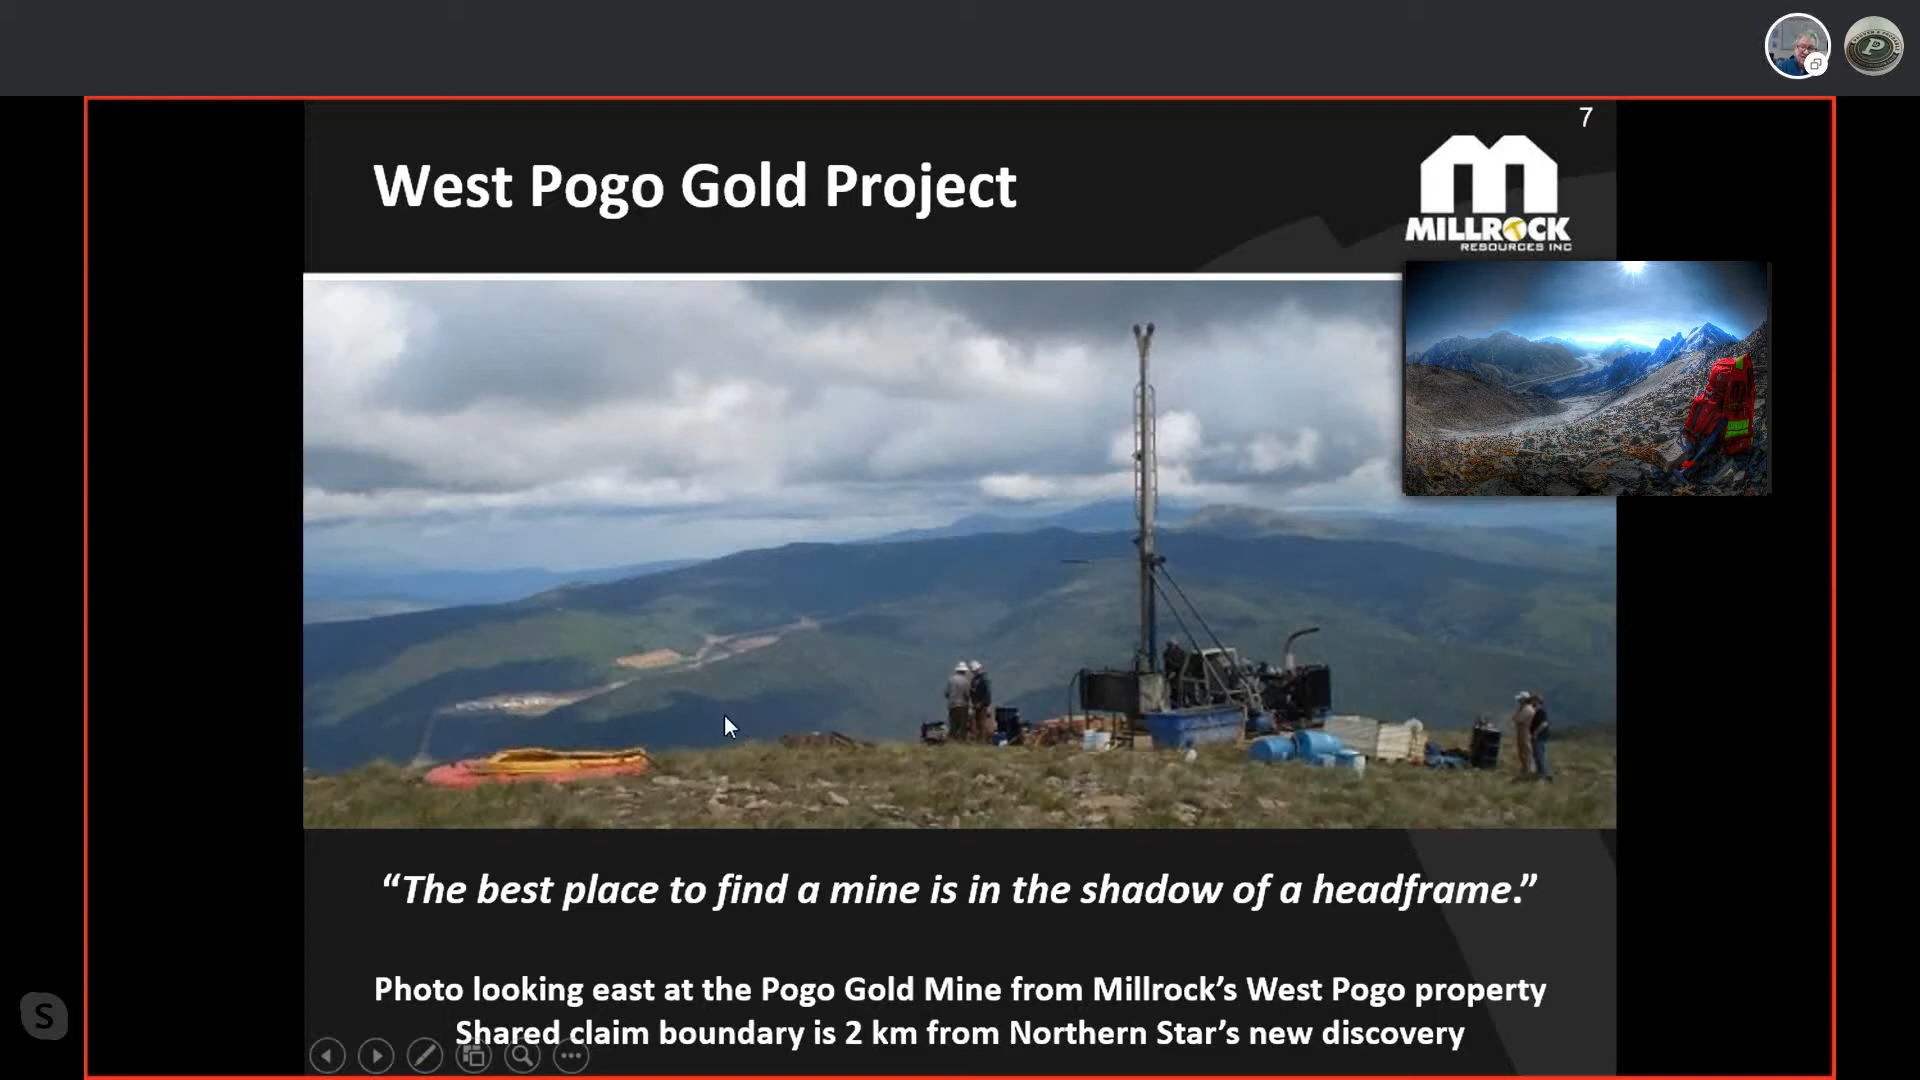 7
West Pogo Gold Project
MILLROCK
RESOURCES INC
“The best place to find a mine is in the shadow of a headframe.”
Photo looking east at the Pogo Gold Mine from Millrock’s West Pogo property
Shared claim boundary is 2 km from Northern Star’s new discovery
S
P